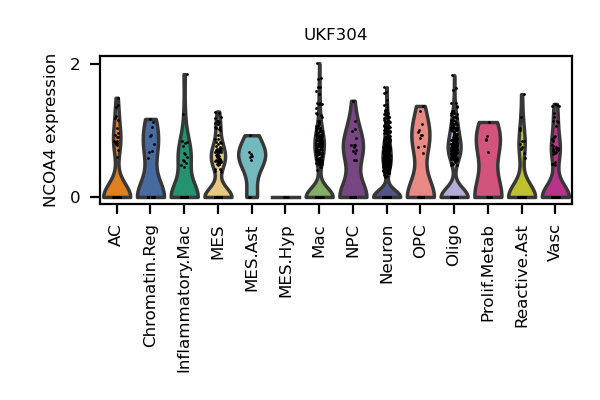 UKF304
NCOA4 expression
2
0
AC
Chromatin.Reg
Inflammatory.Mac
MES
MES.Ast
MES.Hyp
Mac
NPC
Neuron
OPC
Oligo
Prolif.Metab
Reactive.Ast
Vasc